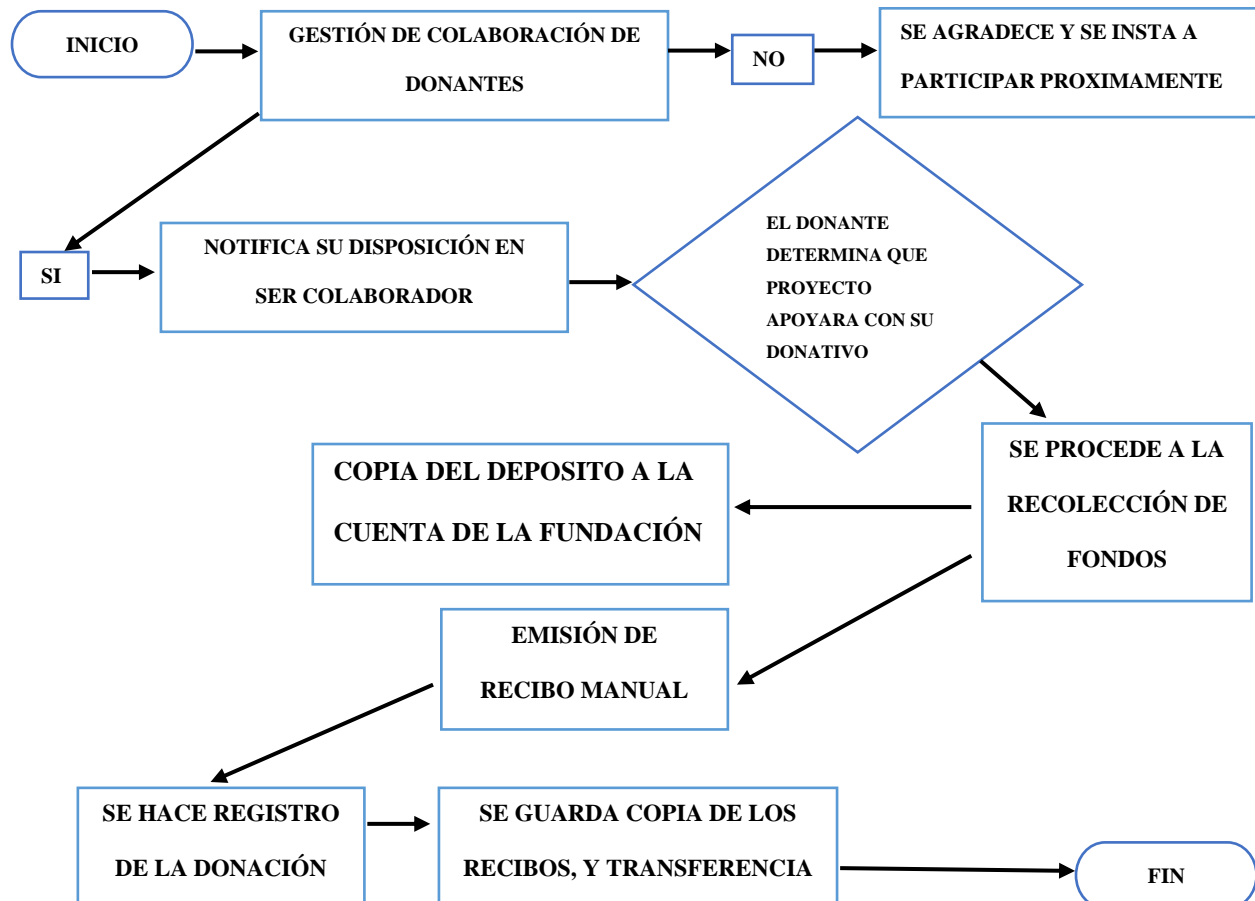 INICIO
GESTIÓN DE COLABORACIÓN DE
DONANTES
NO
SE AGRADECE Y SE INSTA A
PARTICIPAR PROXIMAMENTE
SI
NOTIFICA SU DISPOSICIÓN EN
SER COLABORADOR
EL DONANTE
DETERMINA QUE
PROYECTO
APOYARA CON SU
DONATIVO
SE PROCEDE A LA
RECOLECCIÓN DE
FONDOS
COPIA DEL DEPOSITO A LA
CUENTA DE LA FUNDACIÓN
EMISIÓN DE
RECIBO MANUAL
SE HACE REGISTRO
DE LA DONACIÓN
SE GUARDA COPIA DE LOS
RECIBOS, Y TRANSFERENCIA
FIN